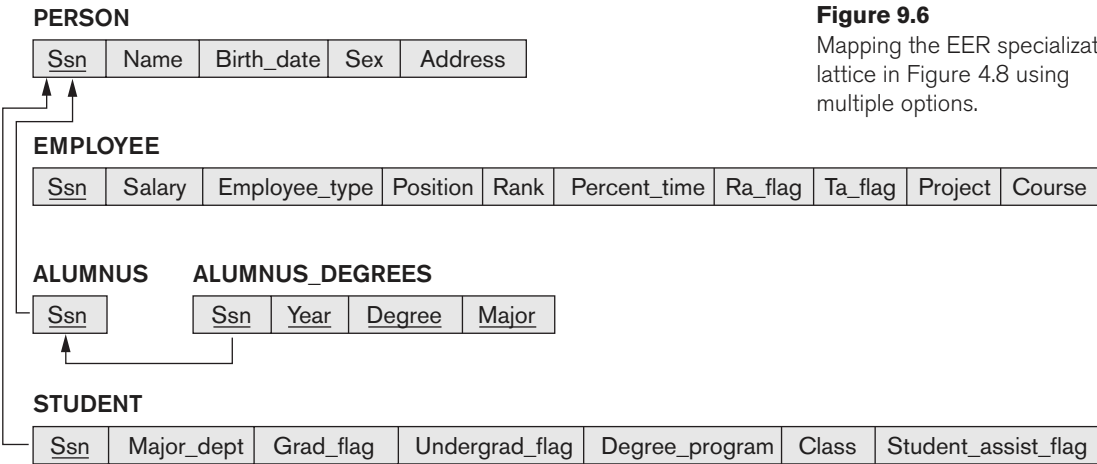 PERSON
Ssn Name Birth_date Sex Address
Figure 9.6
Mapping the EER specializat
lattice in Figure 4.8 using
multiple options.
EMPLOYEE
Ssn Salary Employee_type Position Rank Percent_time Ra_flag Ta_flag Project Course
ALUMNUS ALUMNUS_DEGREES
Ssn Ssn Year Degree Major
STUDENT
Ssn Major_dept Grad_flag Undergrad_flag Degree_program Class Student_assist_flag